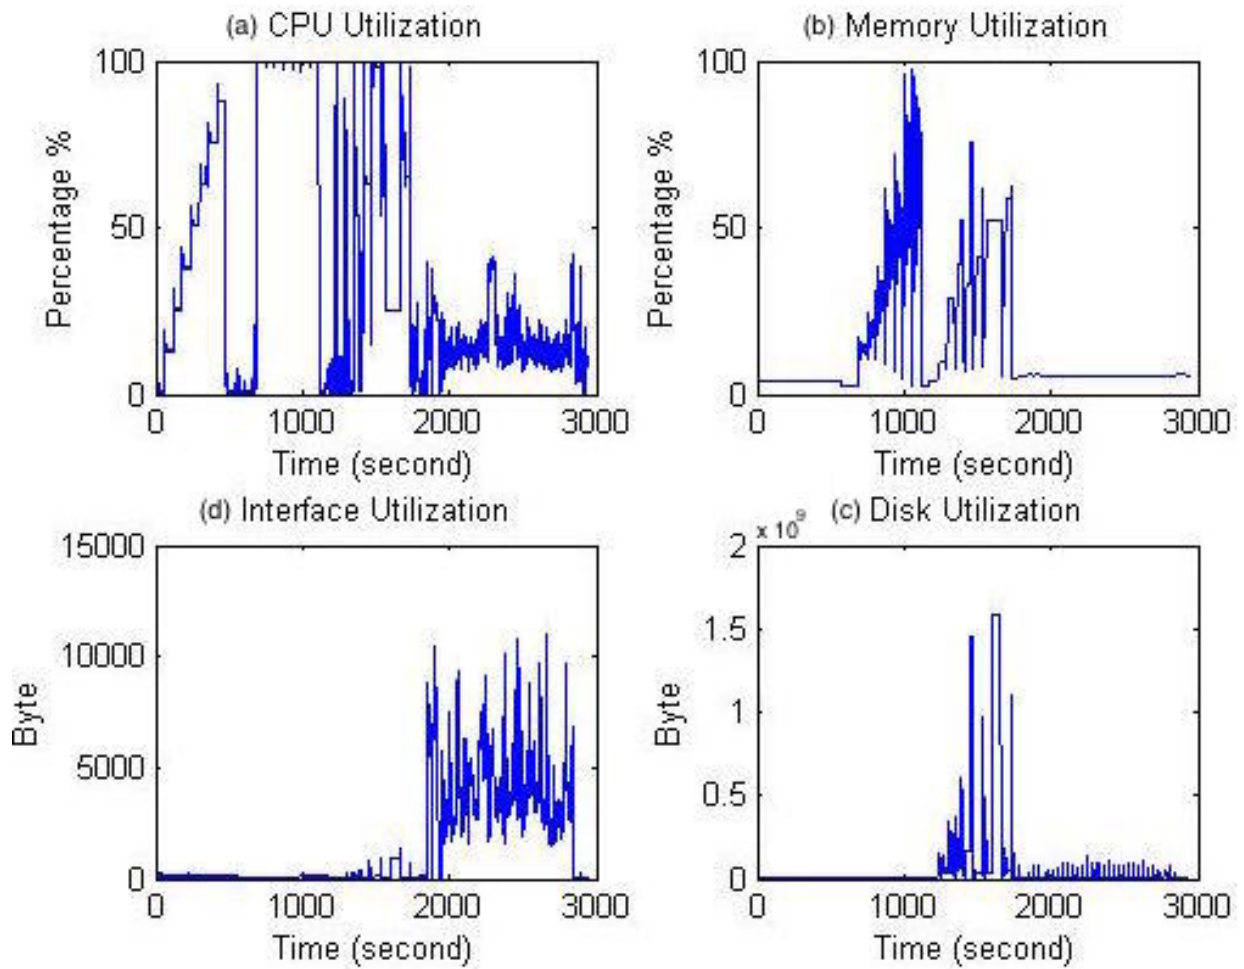 (a) CPU Utilization
100
50
0
Percentage %
0 1000 2000 3000
Time (second)
(b) Memory Utilization
100
50
0
Percentage %
0 1000 2000 3000
Time (second)
(d) Interface Utilization
15000
10000
5000
0
Byte
0 1000 2000 3000
Time (second)
(c) Disk Utilization
x 10^9
2
1.5
1
0.5
0
Byte
0 1000 2000 3000
Time (second)